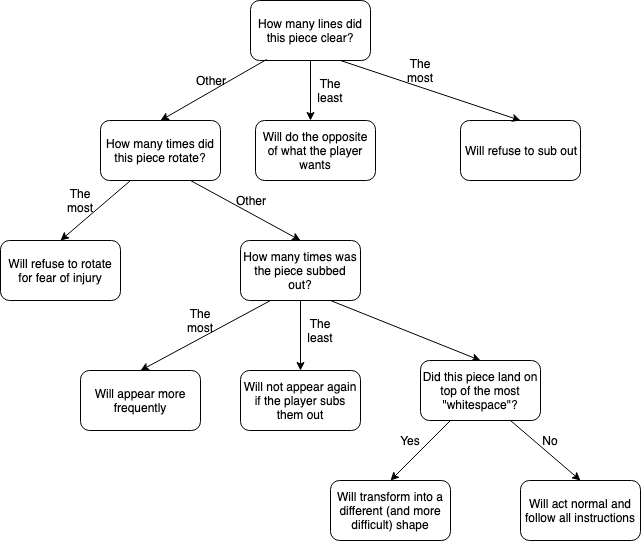 How many lines did
this piece clear?
Other
The
least
The
most
How many times did
this piece rotate?
Will do the opposite
of what the player
wants
Will refuse to sub out
The
most
Other
Will refuse to rotate
for fear of injury
How many times was
the piece subbed
out?
The
most
The
least
Will appear more
frequently
Will not appear again
if the player subs
them out
Did this piece land on
top of the most
"whitespace"?
Yes
No
Will transform into a
different (and more
difficult) shape
Will act normal and
follow all instructions